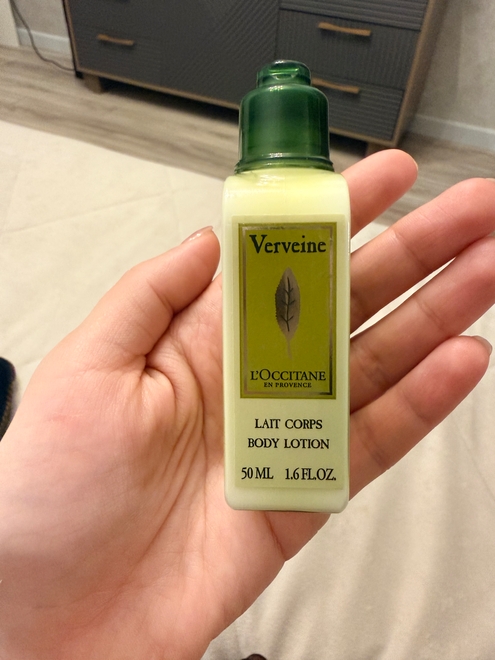 Verveine
L'OCCITANE
EN PROVENCE
LAIT CORPS
BODY LOTION
50 ML 1.6 FL.OZ.